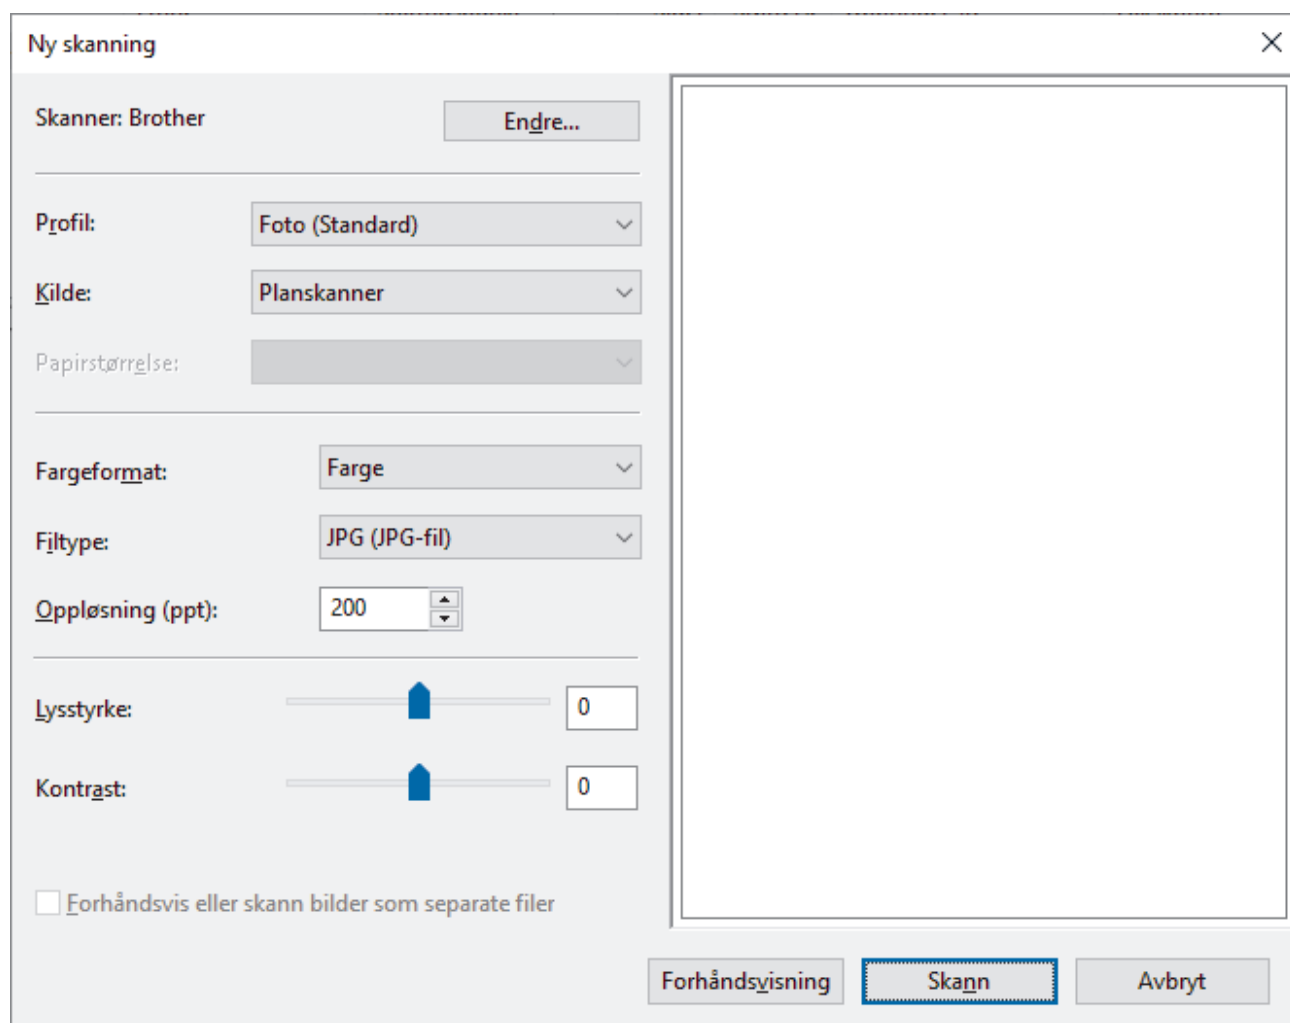 Ny skanning
Skanner: Brother
Endre...
Profil:
Foto (Standard)
Kilde:
Planskanner
Papirstørrelse:
Fargeformat:
Farge
Filtype:
JPG (JPG-fil)
Oppløsning (ppt):
200
Lysstyrke:
0
Kontrast:
0
Forhåndsvis eller skann bilder som separate filer
Forhåndsvisning
Skann
Avbryt